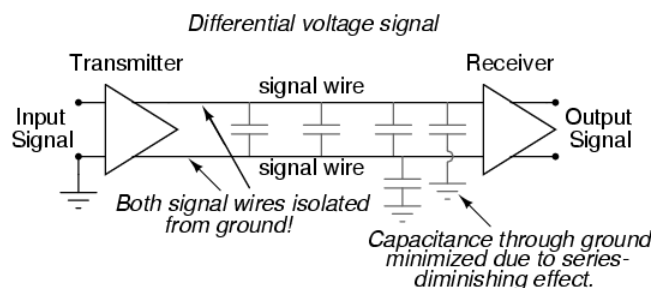 Differential voltage signal
Transmitter
Receiver
signal wire
Input
Signal
Output
Signal
signal wire
Both signal wires isolated
from ground!
Capacitance through ground
minimized due to series-
diminishing effect.